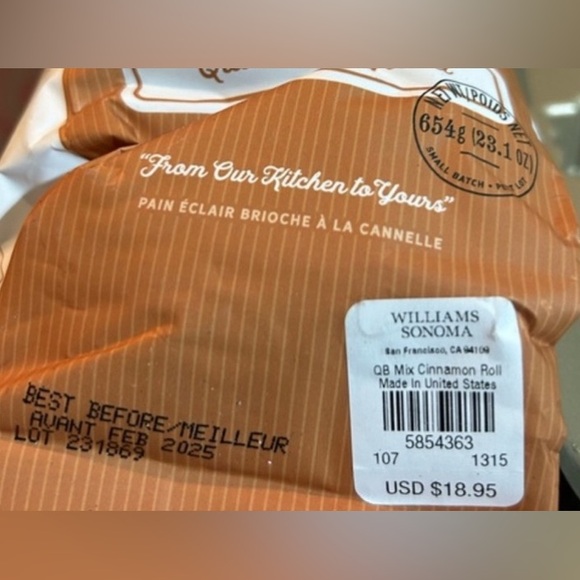 NET WT/POIDS NET
654g (23.1 OZ)
SMALL BATCH •
"From Our Kitchen to Yours"
PAIN ÉCLAIR BRIOCHE À LA CANNELLE
WILLIAMS
SONOMA
San Francisco, CA 94109
QB Mix Cinnamon Roll
Made In United States
5854363
107 1315
USD $18.95
BEST BEFORE/MEILLEUR
AVANT FEB 2025
LOT 231869